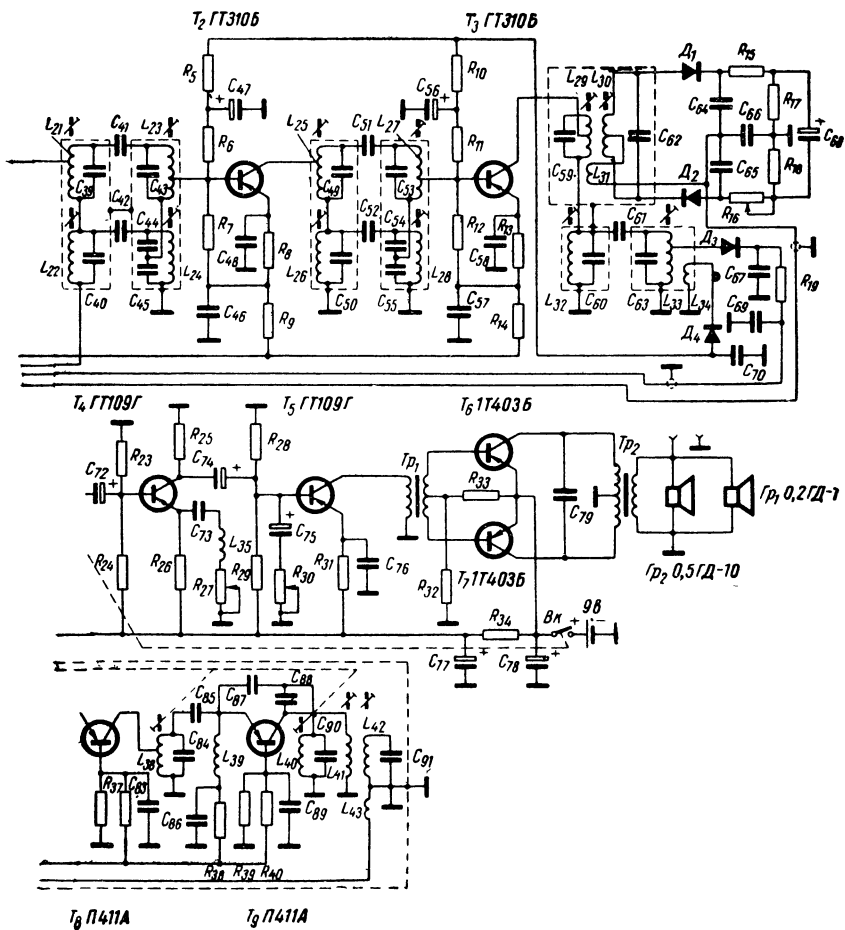 T2 ГТ310Б
T3 ГТ310Б
R5
C47
R10
C56
L29
L30
Д1
R15
L21
C41
L23
R6
L25
C51
L27
R11
C64
R17
C66
C68
C62
C39
C43
C49
C53
C59
L31
C65
R18
Д2
R16
C42
C44
R7
C52
C54
R12
C61
Д3
L22
L24
R8
C48
L26
L28
R13
C58
C40
C45
C50
C55
L32
C60
C63
L33
L34
C67
R19
C46
R9
C57
R14
C69
Д4
C70
T4 ГТ109Г
T5 ГТ109Г
T6 1Т403Б
R23
R25
R28
C72
C74
Тр1
Тр2
R33
C79
Гр1 0,2ГД-1
C73
C75
L35
C76
R24
R26
R27
R29
R30
R31
R32
T7 1Т403Б
Гр2 0,5ГД-10
R34
Вк
9В
C77
C78
C85
C87
C88
C90
L42
L38
C84
L39
L40
L41
C91
R37
C83
C86
C89
L43
R38
R39
R40
T8 П411А
T9 П411А